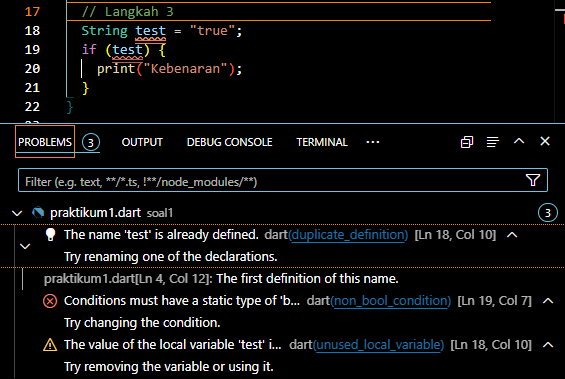 17 // Langkah 3
18 String test = "true";
19 if (test) {
20 print("Kebenaran");
21 }
22 }
PROBLEMS 3 OUTPUT DEBUG CONSOLE TERMINAL ···
Filter (e.g. text, **/*.ts, !**/node_modules/**)
praktikum1.dart soal1 3
The name 'test' is already defined. dart(duplicate_definition) [Ln 18, Col 10]
Try renaming one of the declarations.
praktikum1.dart[Ln 4, Col 12]: The first definition of this name.
Conditions must have a static type of 'b... dart(non_bool_condition) [Ln 19, Col 7]
Try changing the condition.
The value of the local variable 'test' i... dart(unused_local_variable) [Ln 18, Col 10]
Try removing the variable or using it.